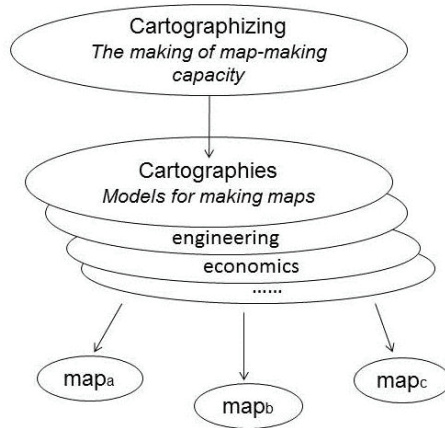 Cartographizing
The making of map-making
capacity
Cartographies
Models for making maps
engineering
economics
......
mapa
mapb
mapc